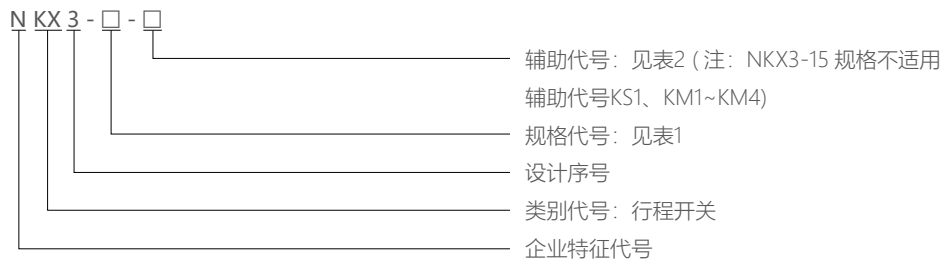 N KX 3 - □ - □
辅助代号：见表2 ( 注：NKX3-15 规格不适用
辅助代号KS1、KM1~KM4)
规格代号：见表1
设计序号
类别代号：行程开关
企业特征代号